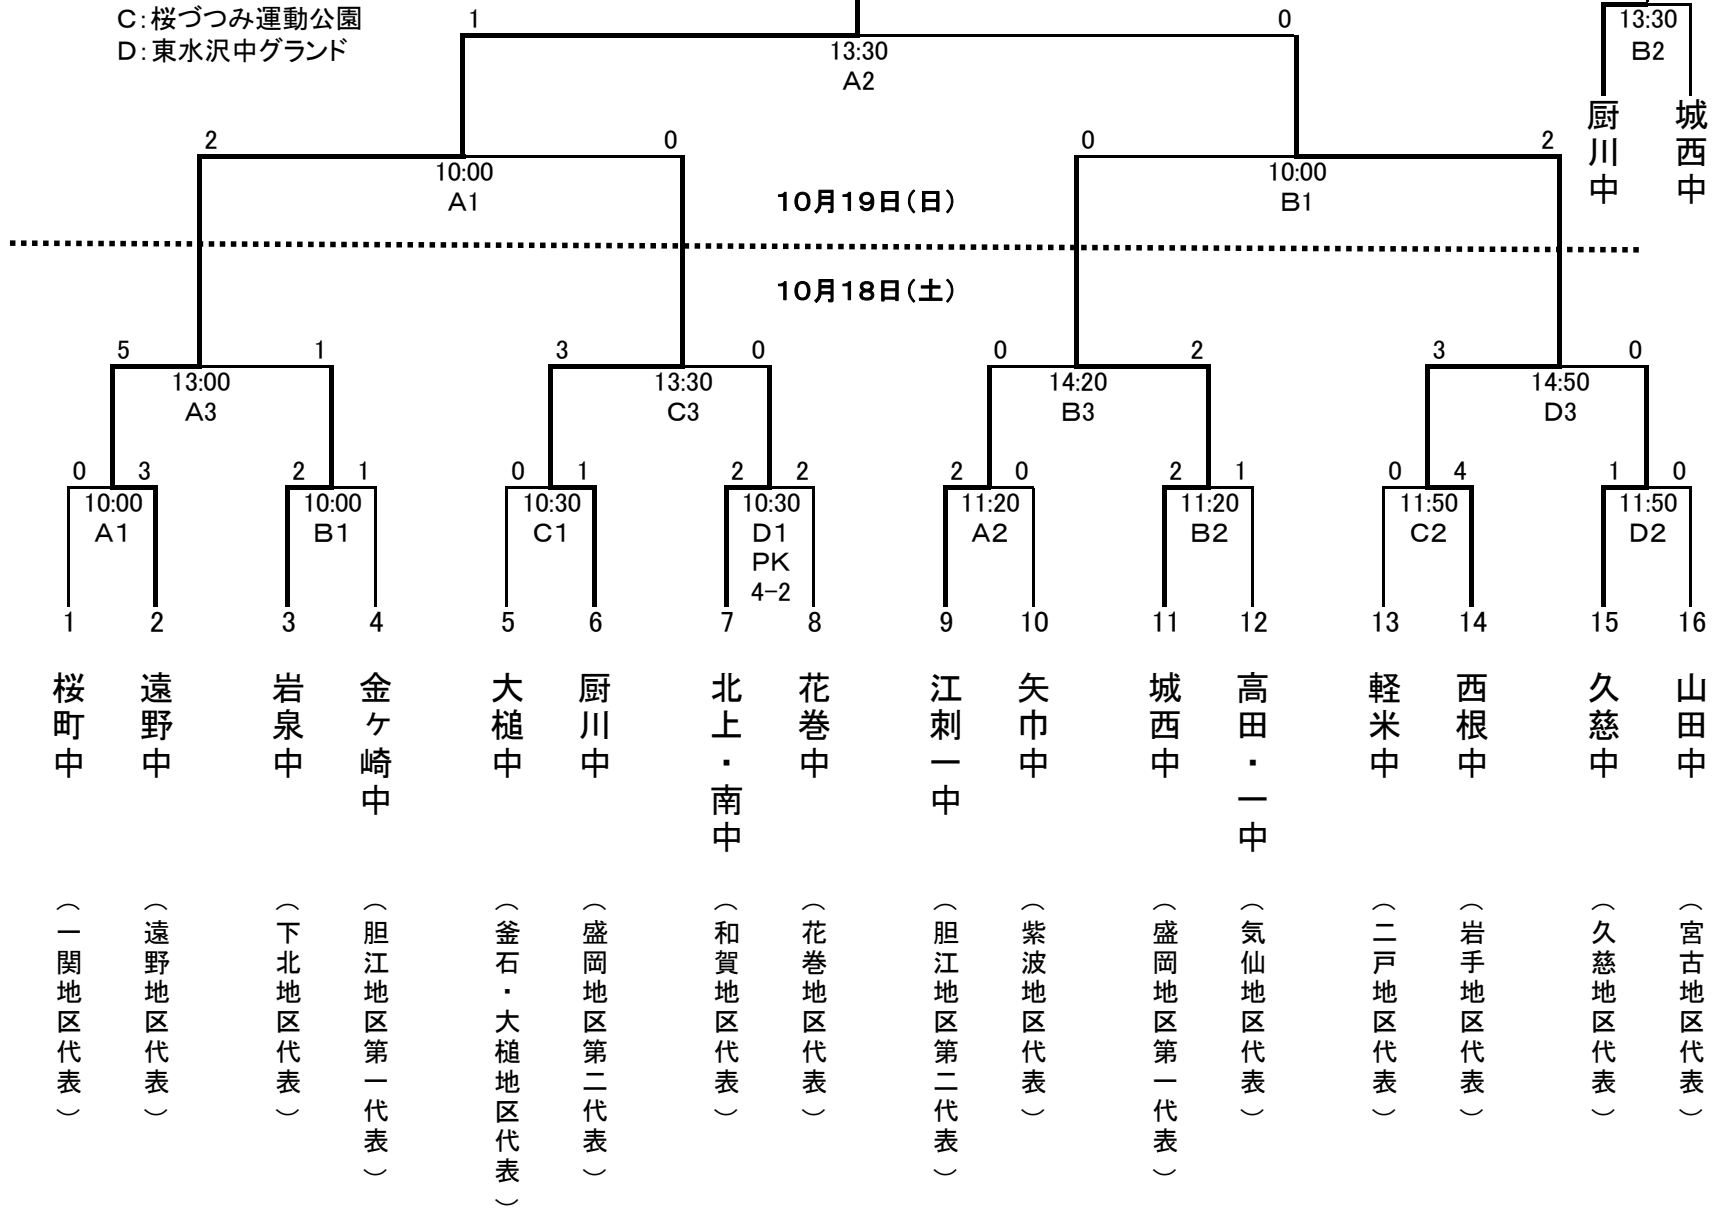 C：桜づつみ運動公園
D：東水沢中グランド
1
0
13:30
A2
13:30
B2
厨川中
城西中
2
0
10:00
A1
0
2
10:00
B1
10月19日（日）
10月18日（土）
5
1
13:00
A3
3
0
13:30
C3
0
2
14:20
B3
3
0
14:50
D3
0
3
10:00
A1
2
1
10:00
B1
0
1
10:30
C1
2
2
10:30
D1
PK
4-2
2
0
11:20
A2
2
1
11:20
B2
0
4
11:50
C2
1
0
11:50
D2
1
2
3
4
5
6
7
8
9
10
11
12
13
14
15
16
桜町中
遠野中
岩泉中
金ヶ崎中
大槌中
厨川中
北上・南中
花巻中
江刺一中
矢巾中
城西中
高田・一中
軽米中
西根中
久慈中
山田中
（一関地区代表）
（遠野地区代表）
（下北地区代表）
（胆江地区第一代表）
（釜石・大槌地区代表）
（盛岡地区第二代表）
（和賀地区代表）
（花巻地区代表）
（胆江地区第二代表）
（紫波地区代表）
（盛岡地区第一代表）
（気仙地区代表）
（二戸地区代表）
（岩手地区代表）
（久慈地区代表）
（宮古地区代表）